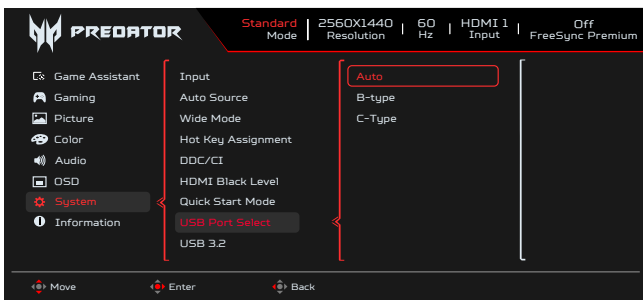 PREDATOR
Standard
Mode
2560X1440
Resolution
60
Hz
HDMI 1
Input
Off
FreeSync Premium
Game Assistant
Gaming
Picture
Color
Audio
OSD
System
Information
Input
Auto Source
Wide Mode
Hot Key Assignment
DDC/CI
HDMI Black Level
Quick Start Mode
USB Port Select
USB 3.2
Auto
B-type
C-Type
Move
Enter
Back